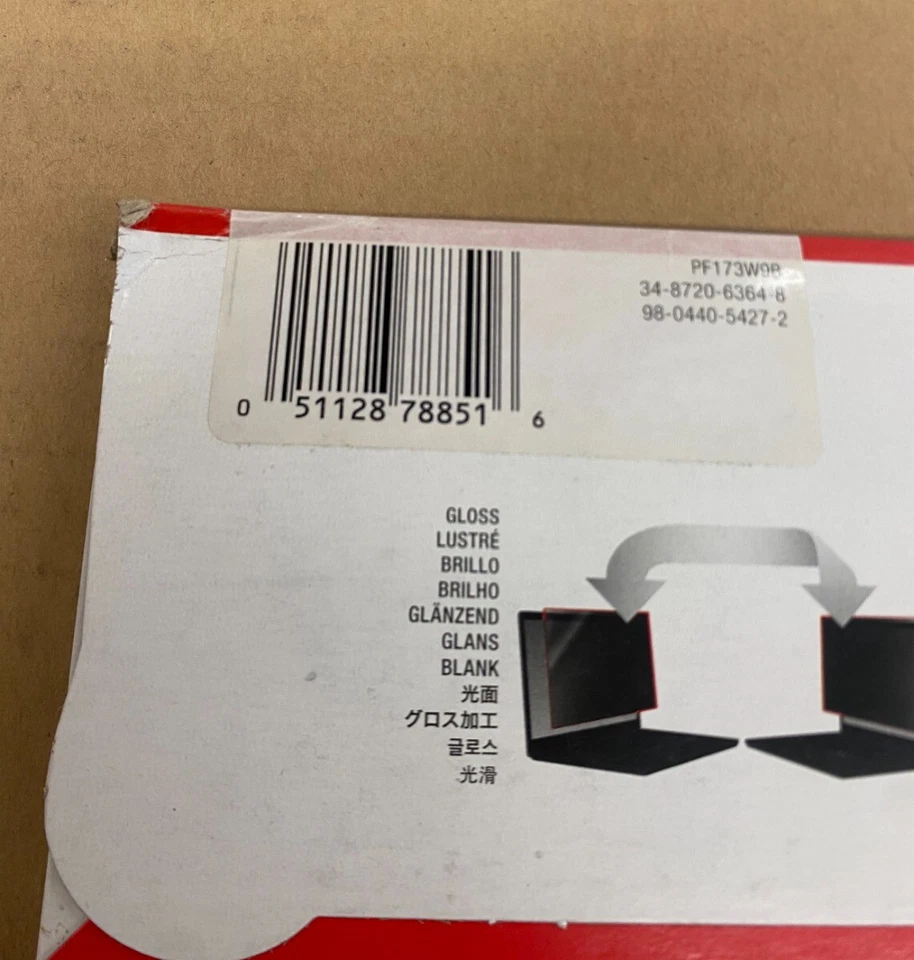 PF173W9B
34-8720-6364-8
98-0440-5427-2
0 51128 78851 6
GLOSS
LUSTRÉ
BRILLO
BRILHO
GLÄNZEND
GLANS
BLANK
光面
グロス加工
글로스
光滑